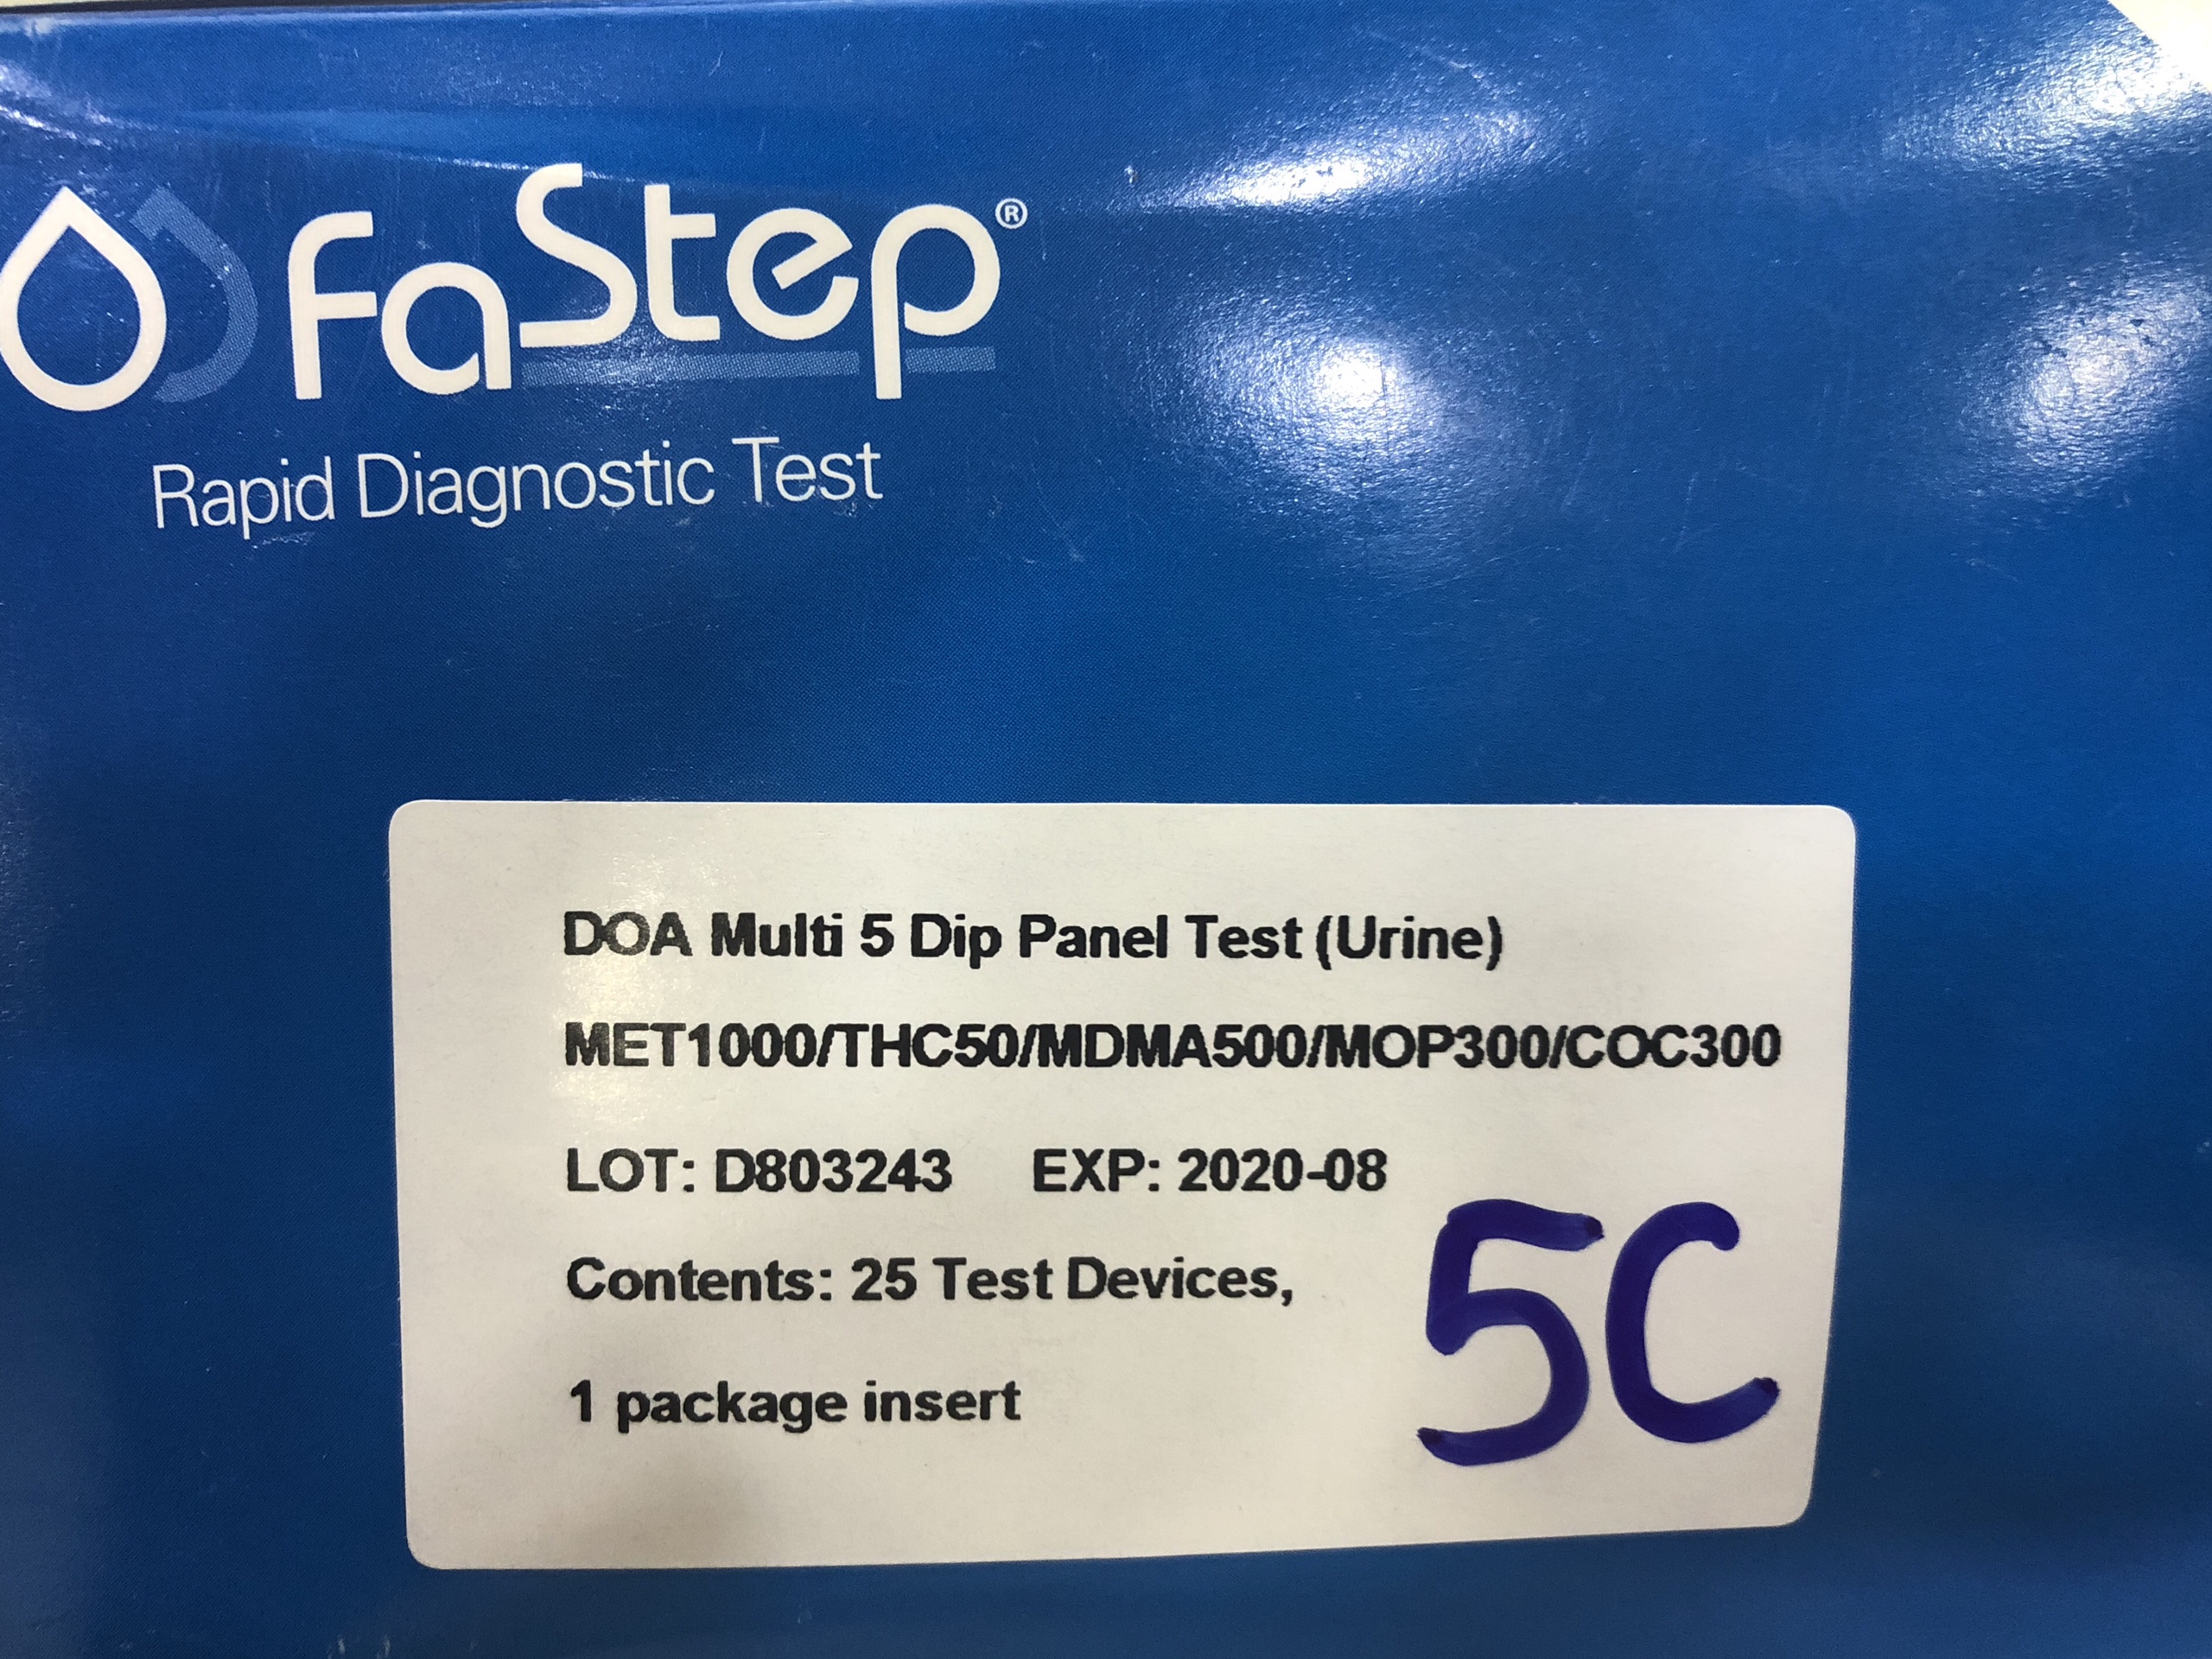 faStep®
Rapid Diagnostic Test
DOA Multi 5 Dip Panel Test (Urine)
MET1000/THC50/MDMA500/MOP300/COC300
LOT: D803243 EXP: 2020-08
Contents: 25 Test Devices,
1 package insert
5C